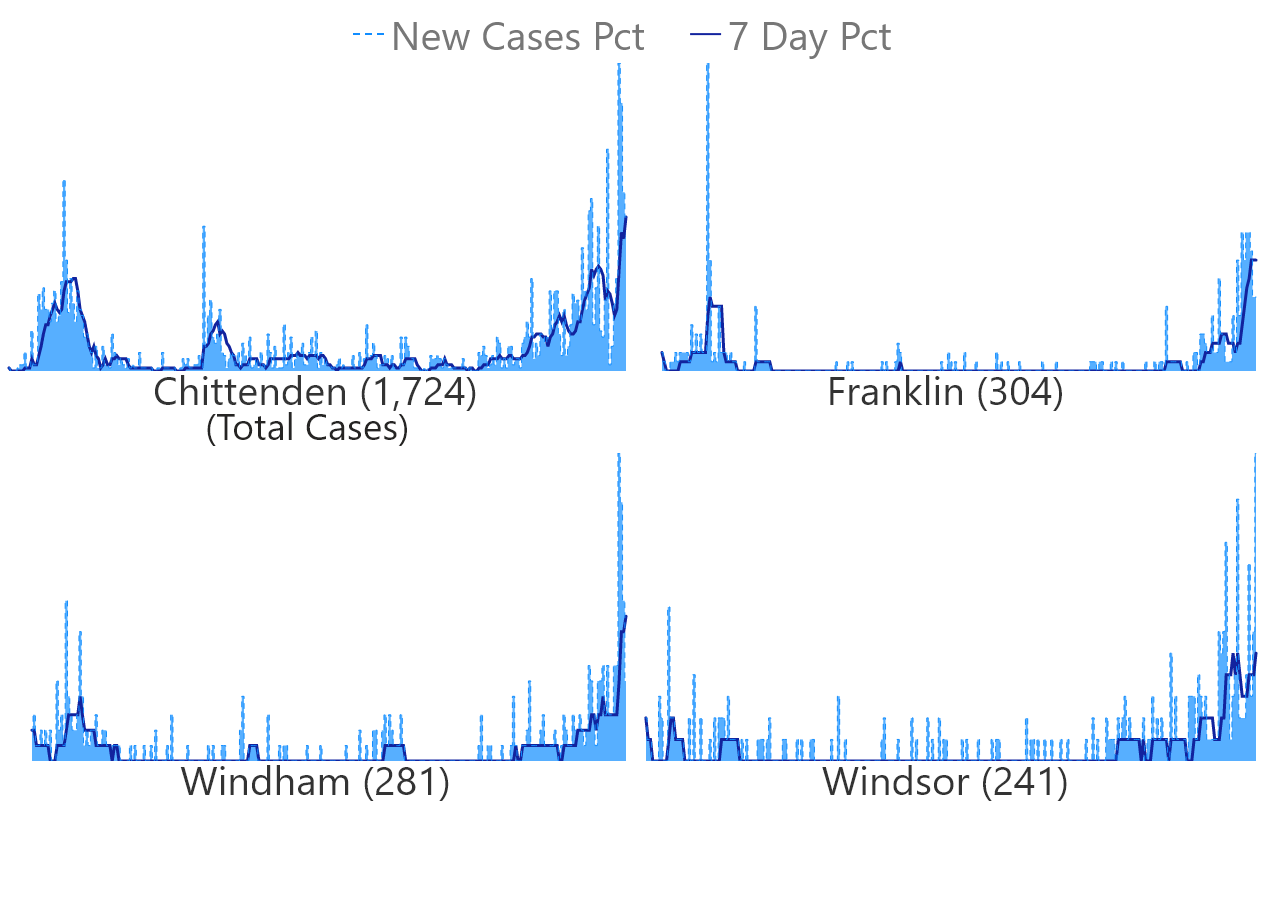 New Cases Pct 7 Day Pct
Chittenden (1,724) Franklin (304)
(Total Cases)
Windham (281) Windsor (241)